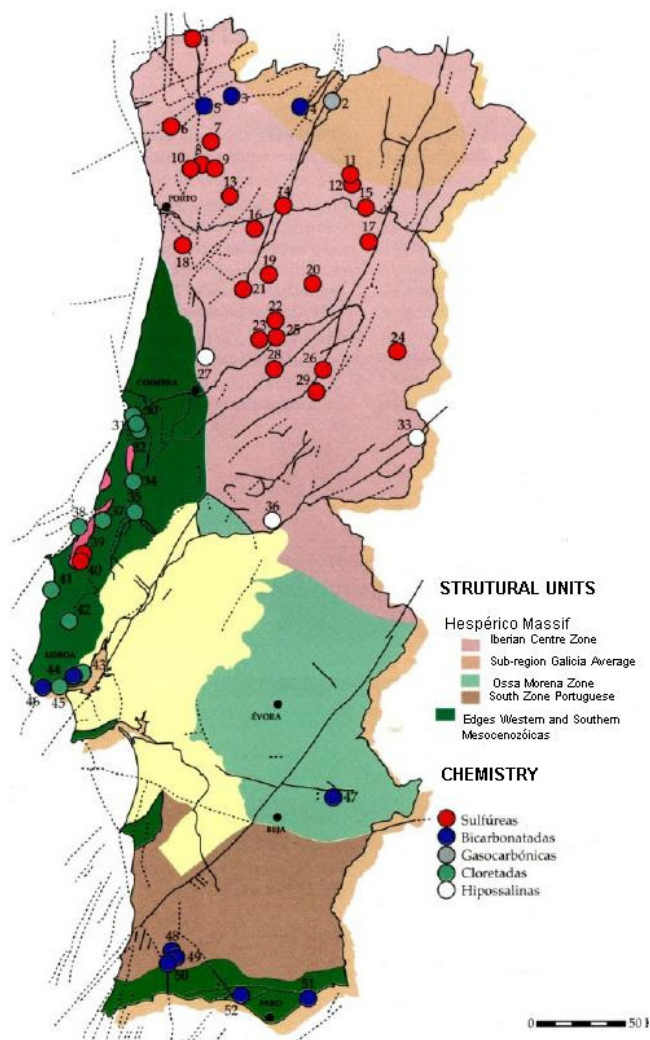 1
3
5
4
2
6
7
8
10
9
11
12
13
14
15
PORTO
16
17
18
19
20
21
22
23
25
24
28
26
27
29
COIMBRA
30
31
32
33
34
35
36
38
37
39
40
41
42
LISBOA
44
43
46
45
ÉVORA
47
BEJA
48
49
50
51
52
FARO
STRUTURAL UNITS
Hespérico Massif
Iberian Centre Zone
Sub-region Galicia Average
Ossa Morena Zone
South Zone Portuguese
Edges Western and Southern
Mesocenozóicas
CHEMISTRY
Sulfúreas
Bicarbonatadas
Gasocarbónicas
Cloretadas
Hipossalinas
0 50 K